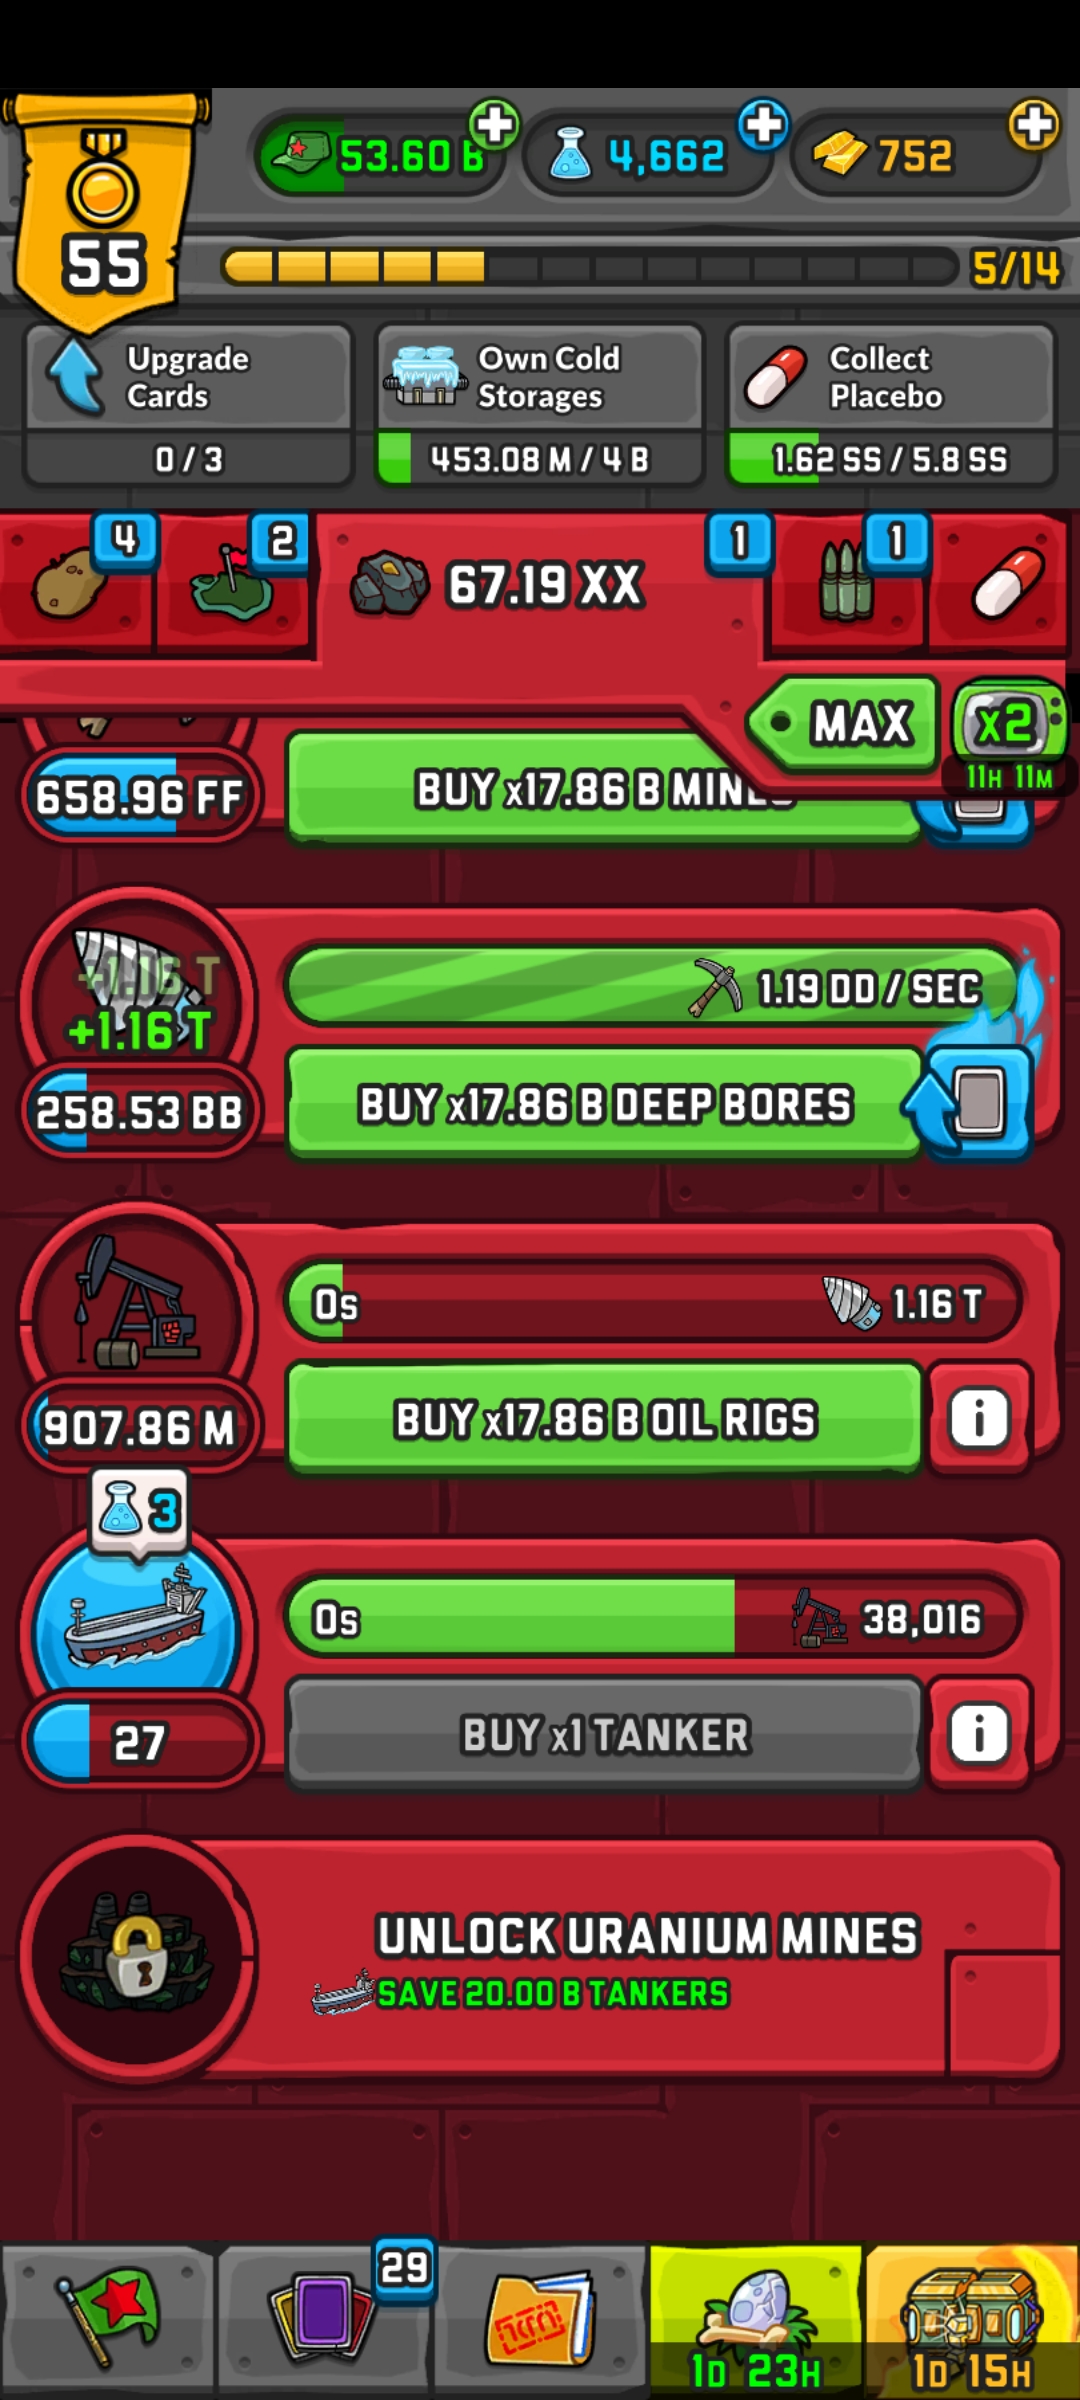 53.60 B
4,662
752
55
5/14
Upgrade
Cards
0 / 3
Own Cold
Storages
453.08 M / 4 B
Collect
Placebo
1.62 SS / 5.8 SS
4
2
67.19 XX
1
1
MAX
x2
11H 11M
658.96 FF
BUY x17.86 B MINES
+1.16 T
+1.16 T
1.19 DD / SEC
258.53 BB
BUY x17.86 B DEEP BORES
0s
1.16 T
907.86 M
BUY x17.86 B OIL RIGS
i
3
0s
38,016
27
BUY x1 TANKER
i
UNLOCK URANIUM MINES
SAVE 20.00 B TANKERS
29
1D 23H
1D 15H